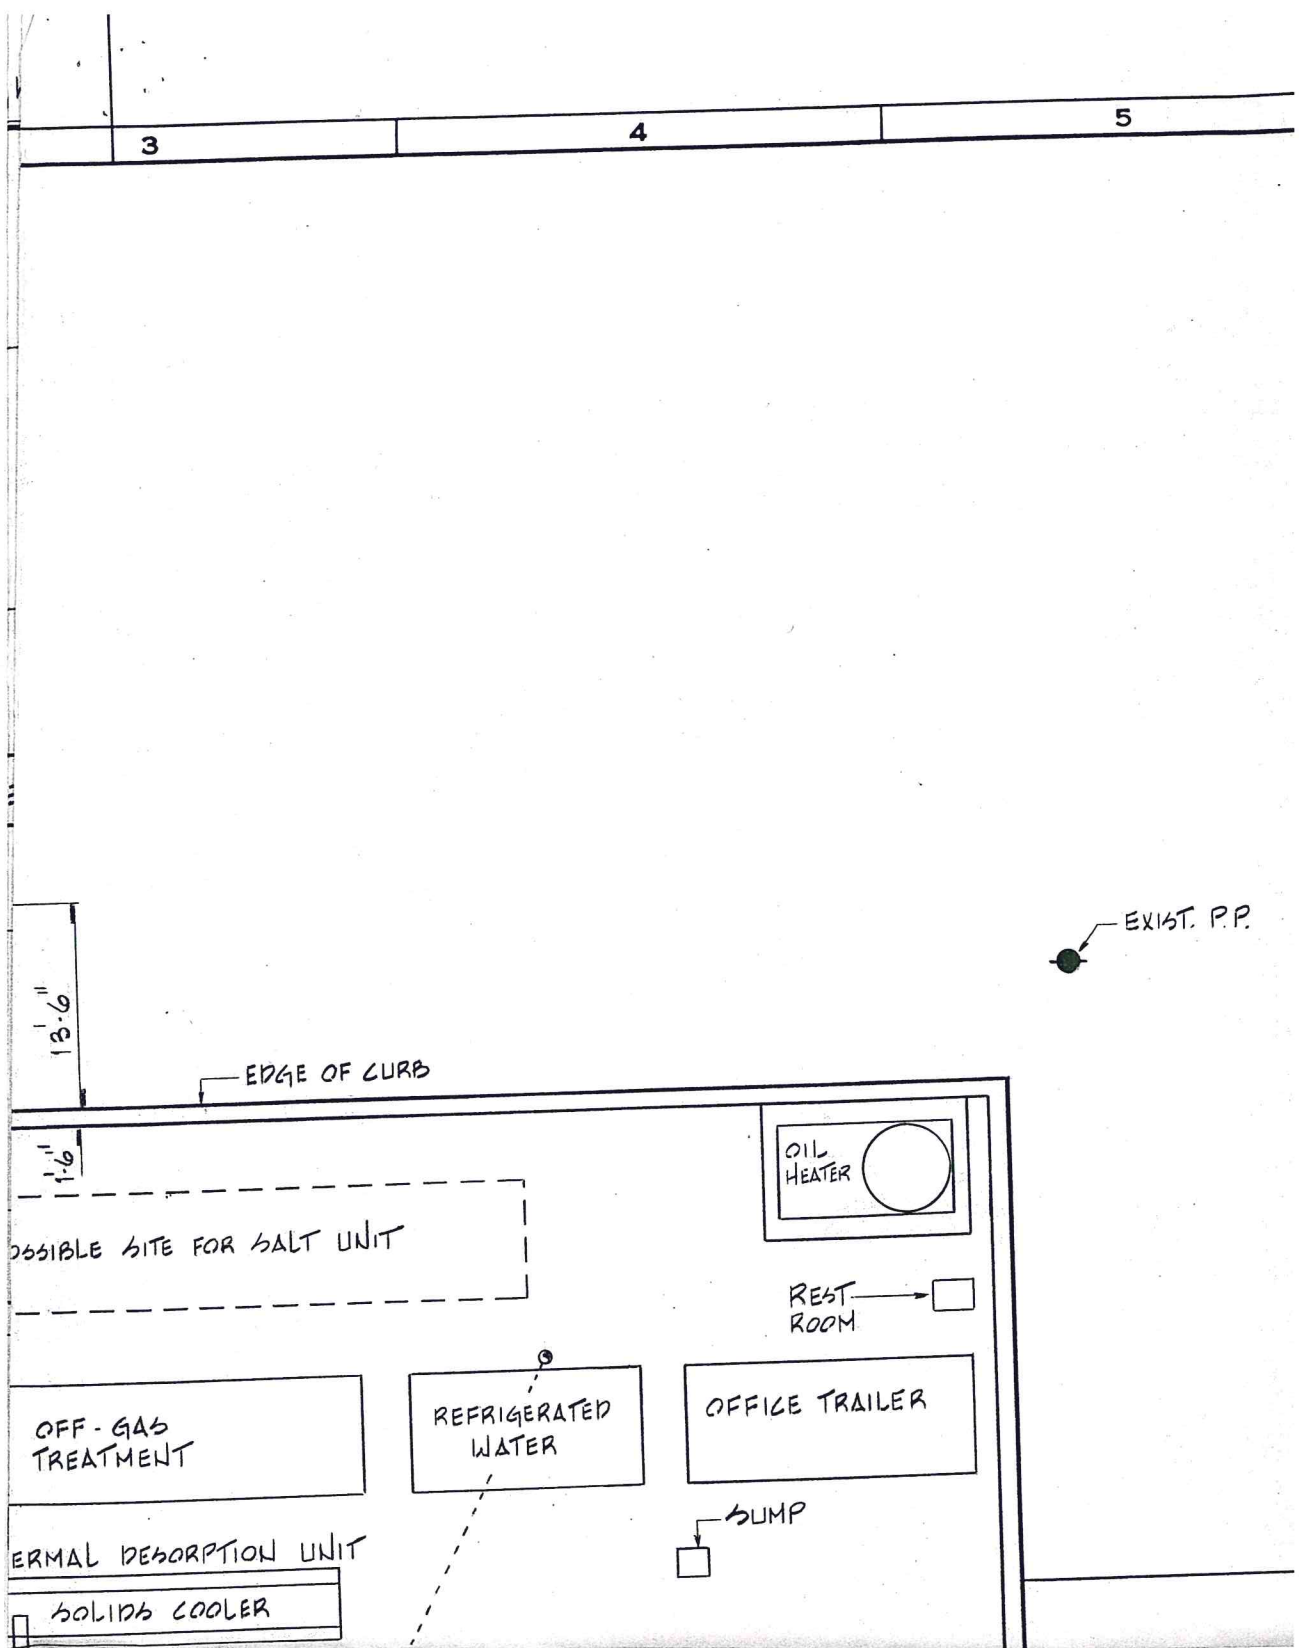 3
4
5
EXIST. P.P.
13'-6"
EDGE OF CURB
1'-6"
OIL
HEATER
OSSIBLE SITE FOR SALT UNIT
REST
ROOM
OFF-GAS
TREATMENT
REFRIGERATED
WATER
OFFICE TRAILER
SUMP
ERMAL DESORPTION UNIT
SOLIDS COOLER